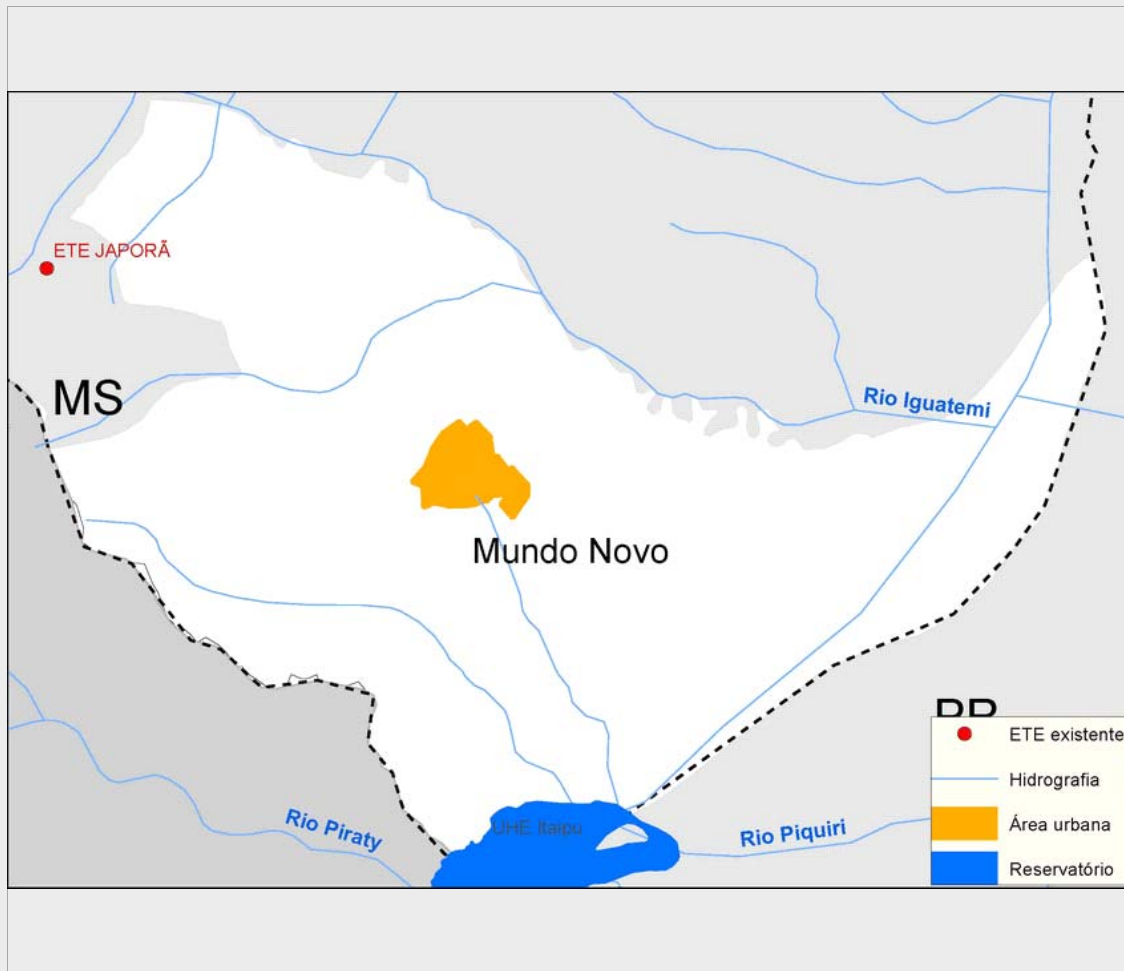 ETE JAPORÃ
MS
Rio Iguatemi
Mundo Novo
PR
ETE existente
Hidrografia
Área urbana
Reservatório
UHE Itaipu
Rio Piraty
Rio Piquiri